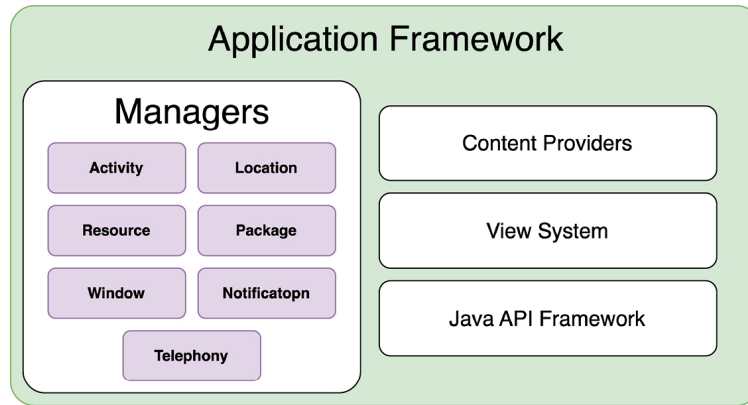 Application Framework
Managers
Activity
Location
Resource
Package
Window
Notificatopn
Telephony
Content Providers
View System
Java API Framework